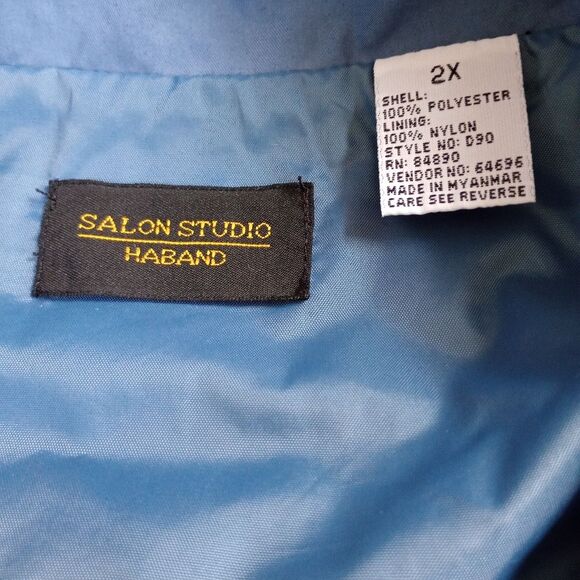 SALON STUDIO
HABAND
2X
SHELL:
100% POLYESTER
LINING:
100% NYLON
STYLE NO: D90
RN: 84890
VENDOR NO: 64696
MADE IN MYANMAR
CARE SEE REVERSE